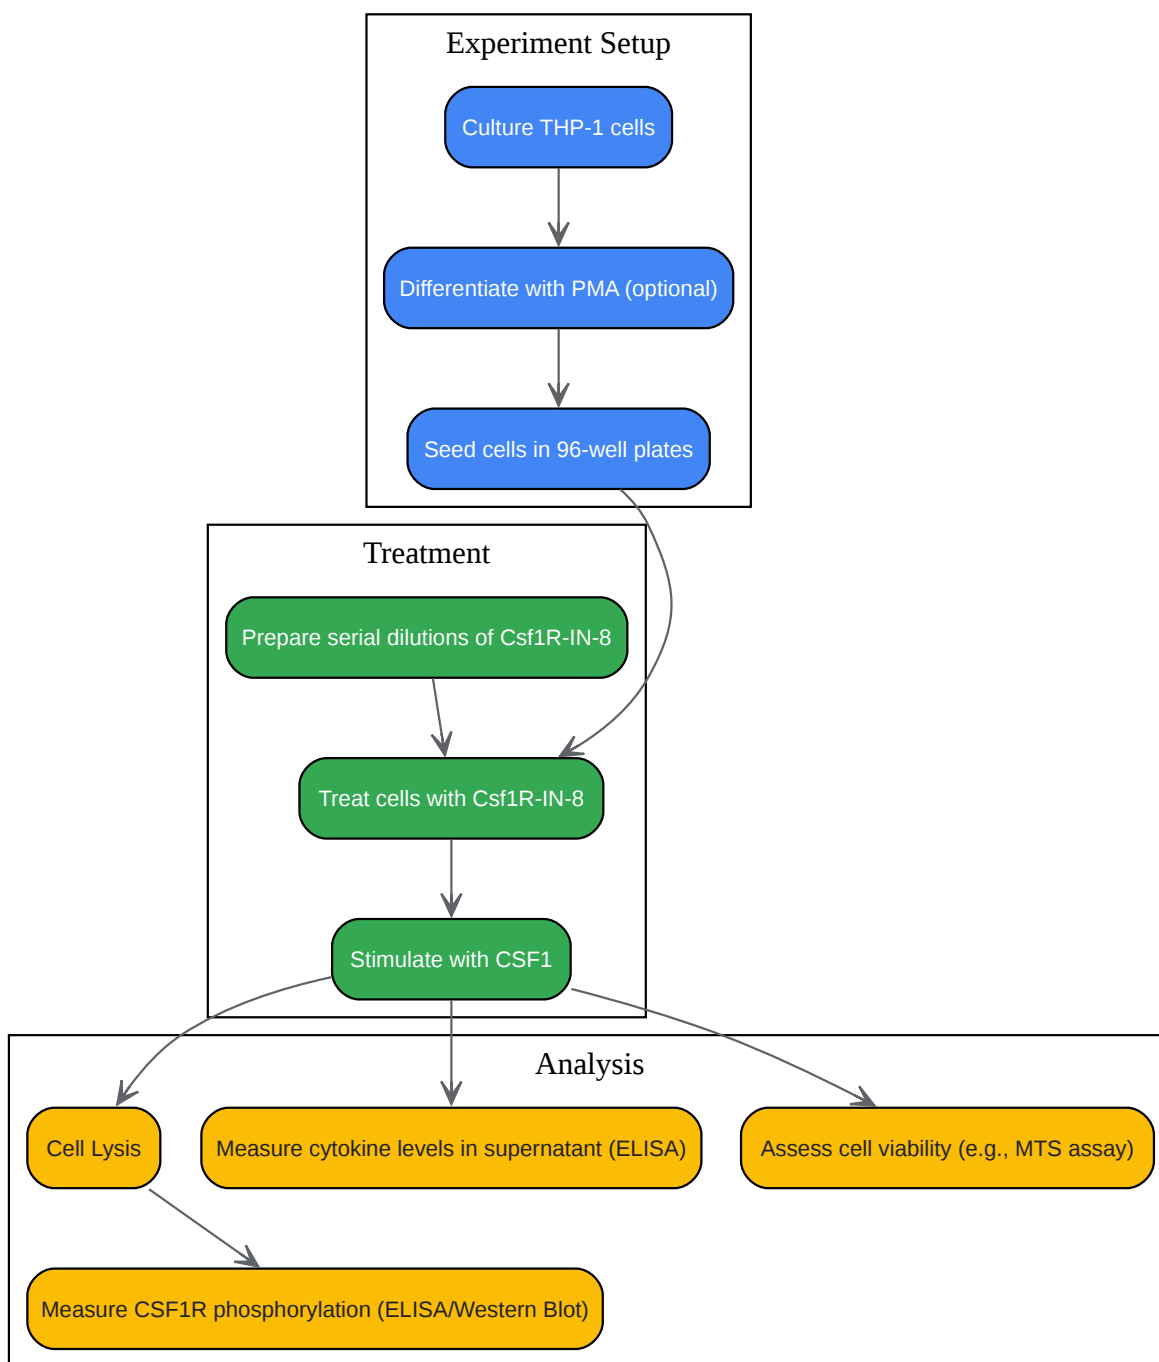 Experiment Setup
Culture THP-1 cells
Differentiate with PMA (optional)
Seed cells in 96-well plates
Treatment
Prepare serial dilutions of Csf1R-IN-8
Treat cells with Csf1R-IN-8
Stimulate with CSF1
Analysis
Cell Lysis
Measure cytokine levels in supernatant (ELISA)
Assess cell viability (e.g., MTS assay)
Measure CSF1R phosphorylation (ELISA/Western Blot)